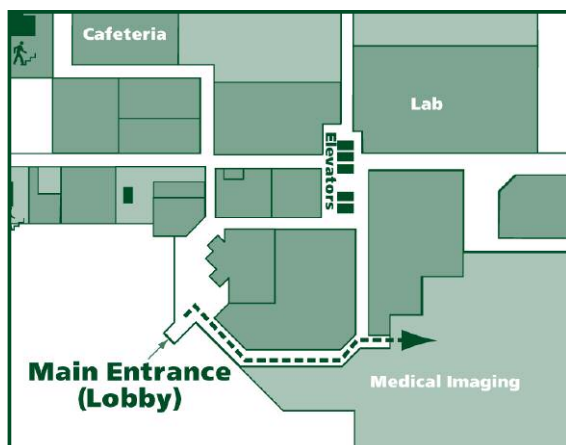 Cafeteria
Lab
Elevators
Main Entrance
(Lobby)
Medical Imaging